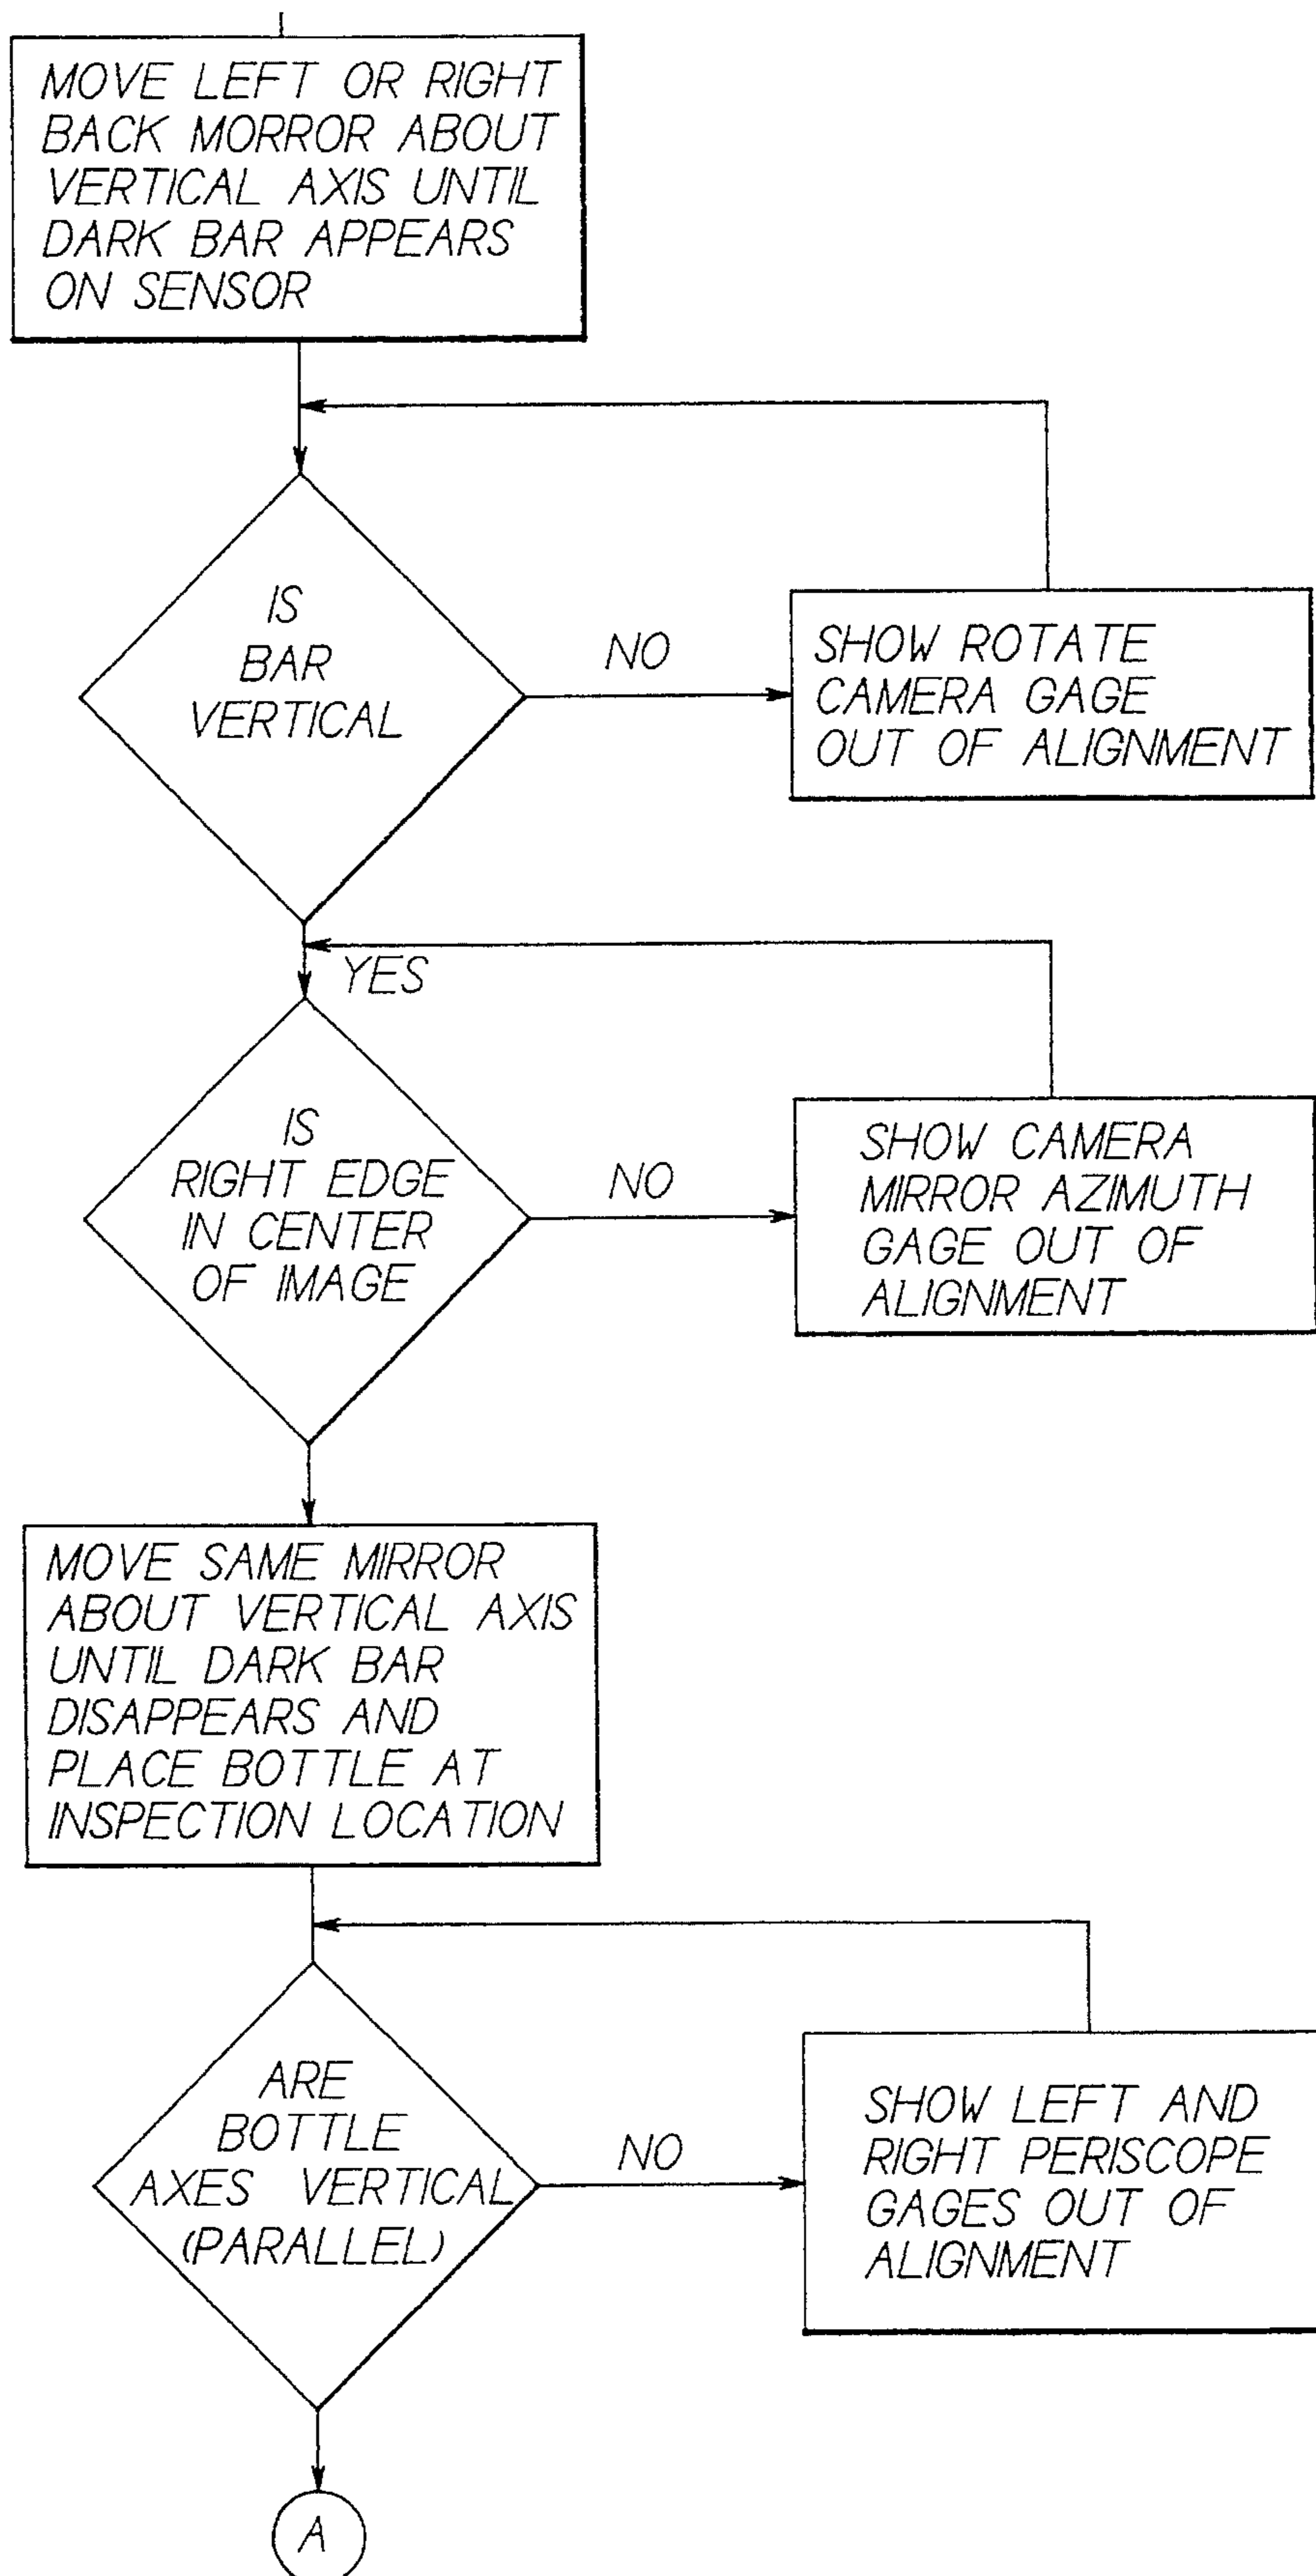 MOVE LEFT OR RIGHT
BACK MORROR ABOUT
VERTICAL AXIS UNTIL
DARK BAR APPEARS
ON SENSOR
IS
BAR
VERTICAL
NO
SHOW ROTATE
CAMERA GAGE
OUT OF ALIGNMENT
YES
IS
RIGHT EDGE
IN CENTER
OF IMAGE
NO
SHOW CAMERA
MIRROR AZIMUTH
GAGE OUT OF
ALIGNMENT
MOVE SAME MIRROR
ABOUT VERTICAL AXIS
UNTIL DARK BAR
DISAPPEARS AND
PLACE BOTTLE AT
INSPECTION LOCATION
ARE
BOTTLE
AXES VERTICAL
(PARALLEL)
NO
SHOW LEFT AND
RIGHT PERISCOPE
GAGES OUT OF
ALIGNMENT
A